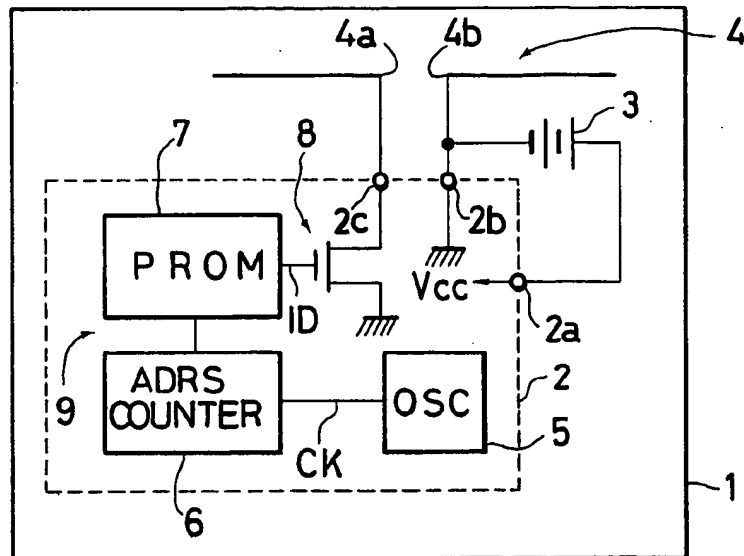 4a
4b
4
3
7
8
2c
2b
PROM
Vcc
ID
2a
9
ADRS
COUNTER
OSC
2
CK
5
6
1